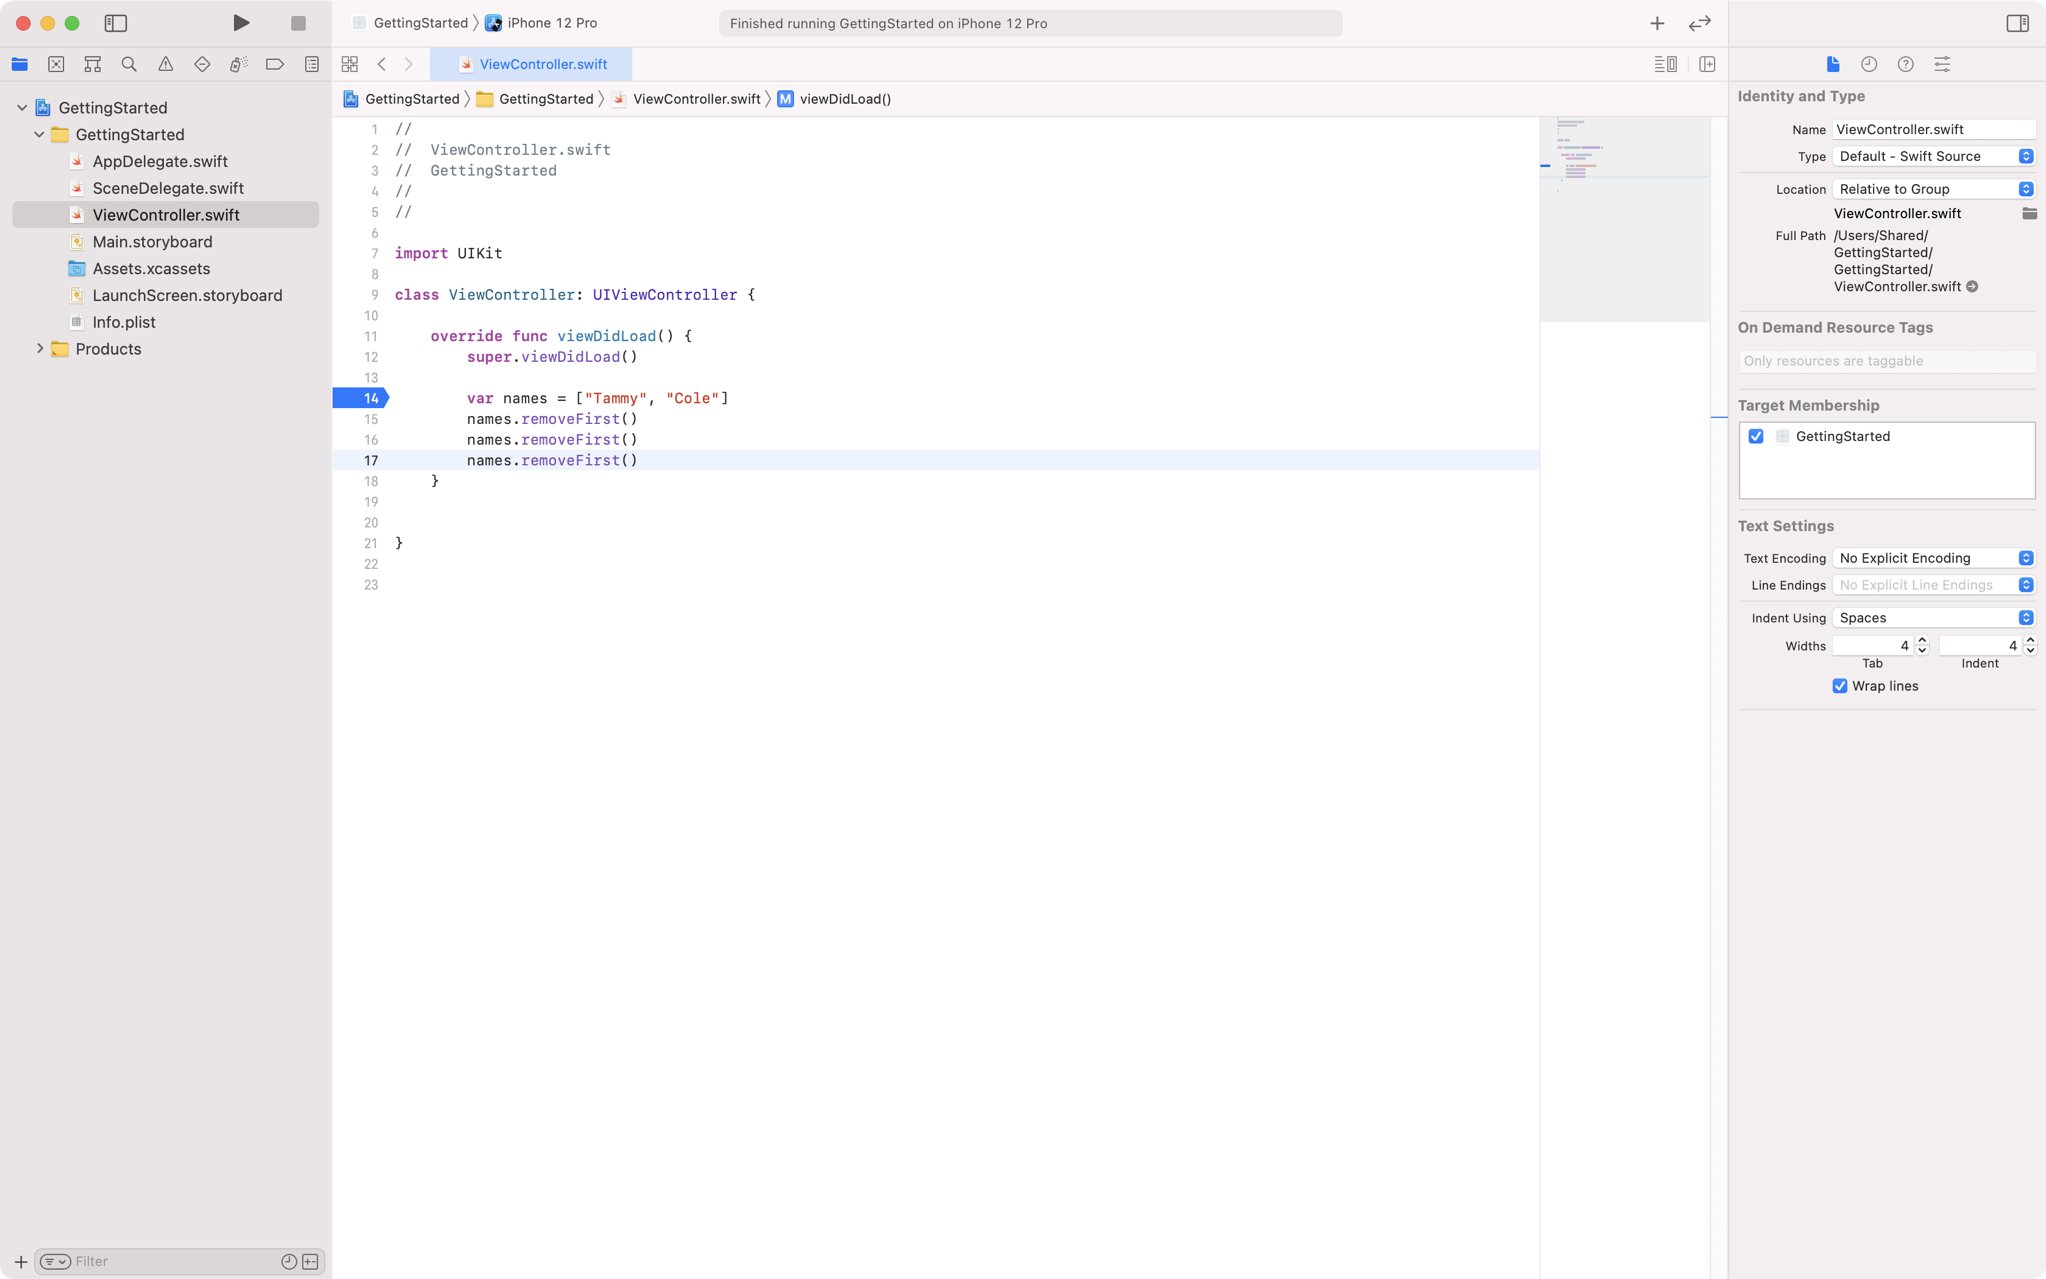 GettingStarted 〉 iPhone 12 Pro
Finished running GettingStarted on iPhone 12 Pro
ViewController.swift
GettingStarted 〉 GettingStarted 〉 ViewController.swift 〉 M viewDidLoad()
GettingStarted
GettingStarted
AppDelegate.swift
SceneDelegate.swift
ViewController.swift
Main.storyboard
Assets.xcassets
LaunchScreen.storyboard
Info.plist
Products
Filter
1 //
2 //  ViewController.swift
3 //  GettingStarted
4 //
5 //
6
7 import UIKit
8
9 class ViewController: UIViewController {
10
11     override func viewDidLoad() {
12         super.viewDidLoad()
13
14         var names = ["Tammy", "Cole"]
15         names.removeFirst()
16         names.removeFirst()
17         names.removeFirst()
18     }
19
20
21 }
22
23
Identity and Type
Name ViewController.swift
Type Default - Swift Source
Location Relative to Group
ViewController.swift
Full Path /Users/Shared/
GettingStarted/
GettingStarted/
ViewController.swift
On Demand Resource Tags
Only resources are taggable
Target Membership
GettingStarted
Text Settings
Text Encoding No Explicit Encoding
Line Endings No Explicit Line Endings
Indent Using Spaces
Widths 4 4
Tab Indent
Wrap lines